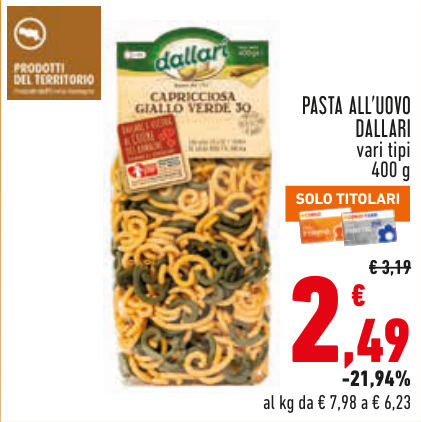 PRODOTTI
DEL TERRITORIO
dallari
400g
CAPRICCIOSA
GIALLO VERDE 30
PASTA ALL'UOVO
DALLARI
vari tipi
400 g
SOLO TITOLARI
€ 3,19
2,49 €
-21,94%
al kg da € 7,98 a € 6,23